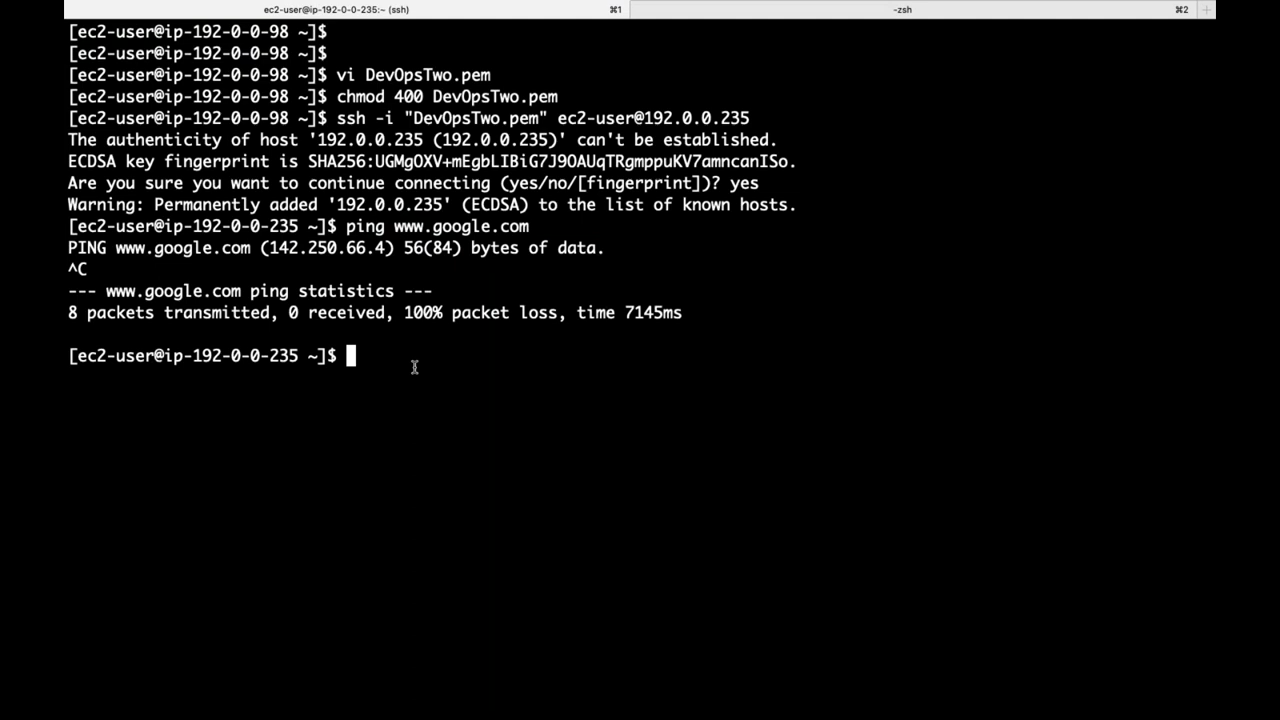 ec2-user@ip-192-0-0-235:~ (ssh) ⌘1 -zsh ⌘2 +
[ec2-user@ip-192-0-0-98 ~]$
[ec2-user@ip-192-0-0-98 ~]$
[ec2-user@ip-192-0-0-98 ~]$ vi DevOpsTwo.pem
[ec2-user@ip-192-0-0-98 ~]$ chmod 400 DevOpsTwo.pem
[ec2-user@ip-192-0-0-98 ~]$ ssh -i "DevOpsTwo.pem" ec2-user@192.0.0.235
The authenticity of host '192.0.0.235 (192.0.0.235)' can't be established.
ECDSA key fingerprint is SHA256:UGMgOXV+mEgbLIBiG7J9OAUqTRgmppuKV7amncanISo.
Are you sure you want to continue connecting (yes/no/[fingerprint])? yes
Warning: Permanently added '192.0.0.235' (ECDSA) to the list of known hosts.
[ec2-user@ip-192-0-0-235 ~]$ ping www.google.com
PING www.google.com (142.250.66.4) 56(84) bytes of data.
^C
--- www.google.com ping statistics ---
8 packets transmitted, 0 received, 100% packet loss, time 7145ms
[ec2-user@ip-192-0-0-235 ~]$